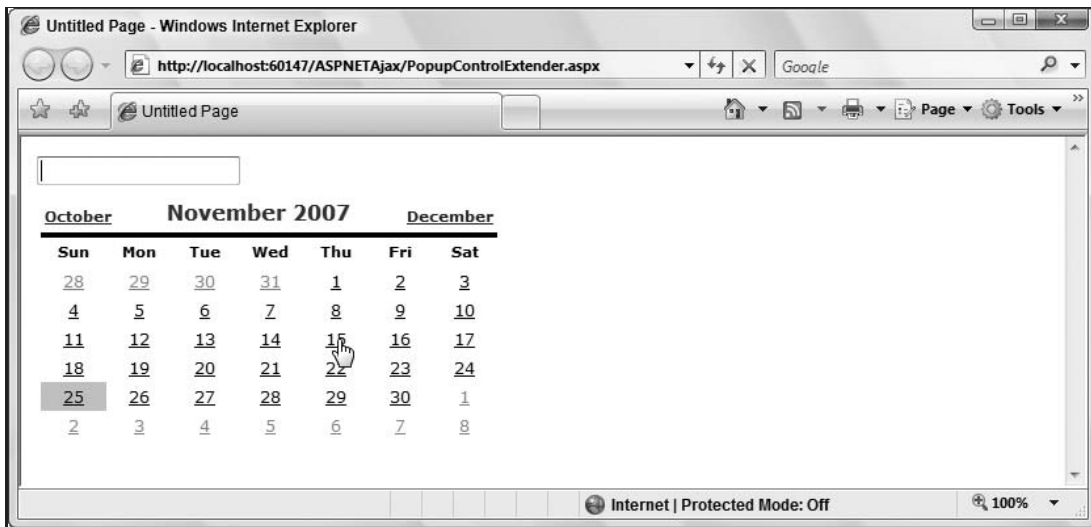 Untitled Page - Windows Internet Explorer
http://localhost:60147/ASPNETAjax/PopupControlExtender.aspx
Google
Untitled Page
Page
Tools
October November 2007 December
Sun Mon Tue Wed Thu Fri Sat
28 29 30 31 1 2 3
4 5 6 7 8 9 10
11 12 13 14 15 16 17
18 19 20 21 22 23 24
25 26 27 28 29 30 1
2 3 4 5 6 7 8
Internet | Protected Mode: Off
100%